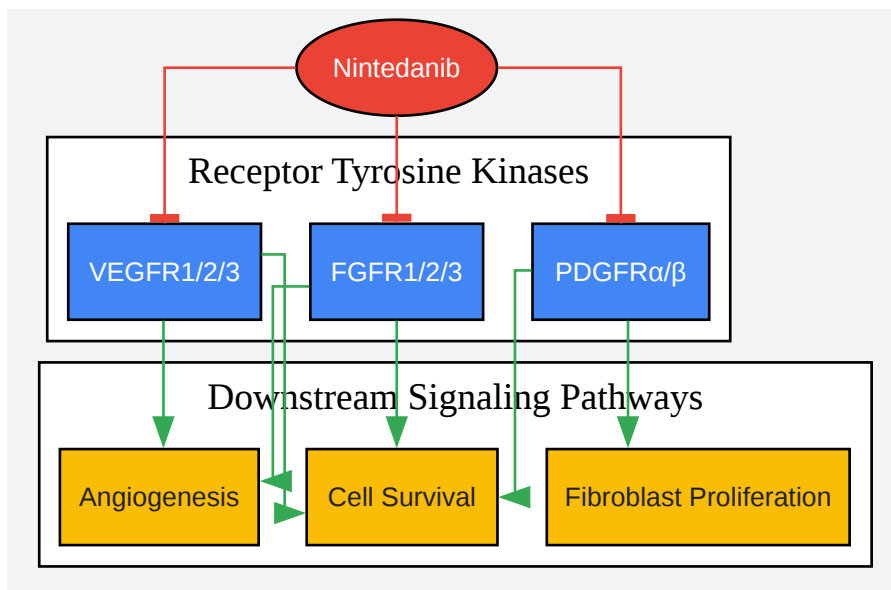 Nintedanib
Receptor Tyrosine Kinases
VEGFR1/2/3
FGFR1/2/3
PDGFRα/β
Downstream Signaling Pathways
Angiogenesis
Cell Survival
Fibroblast Proliferation